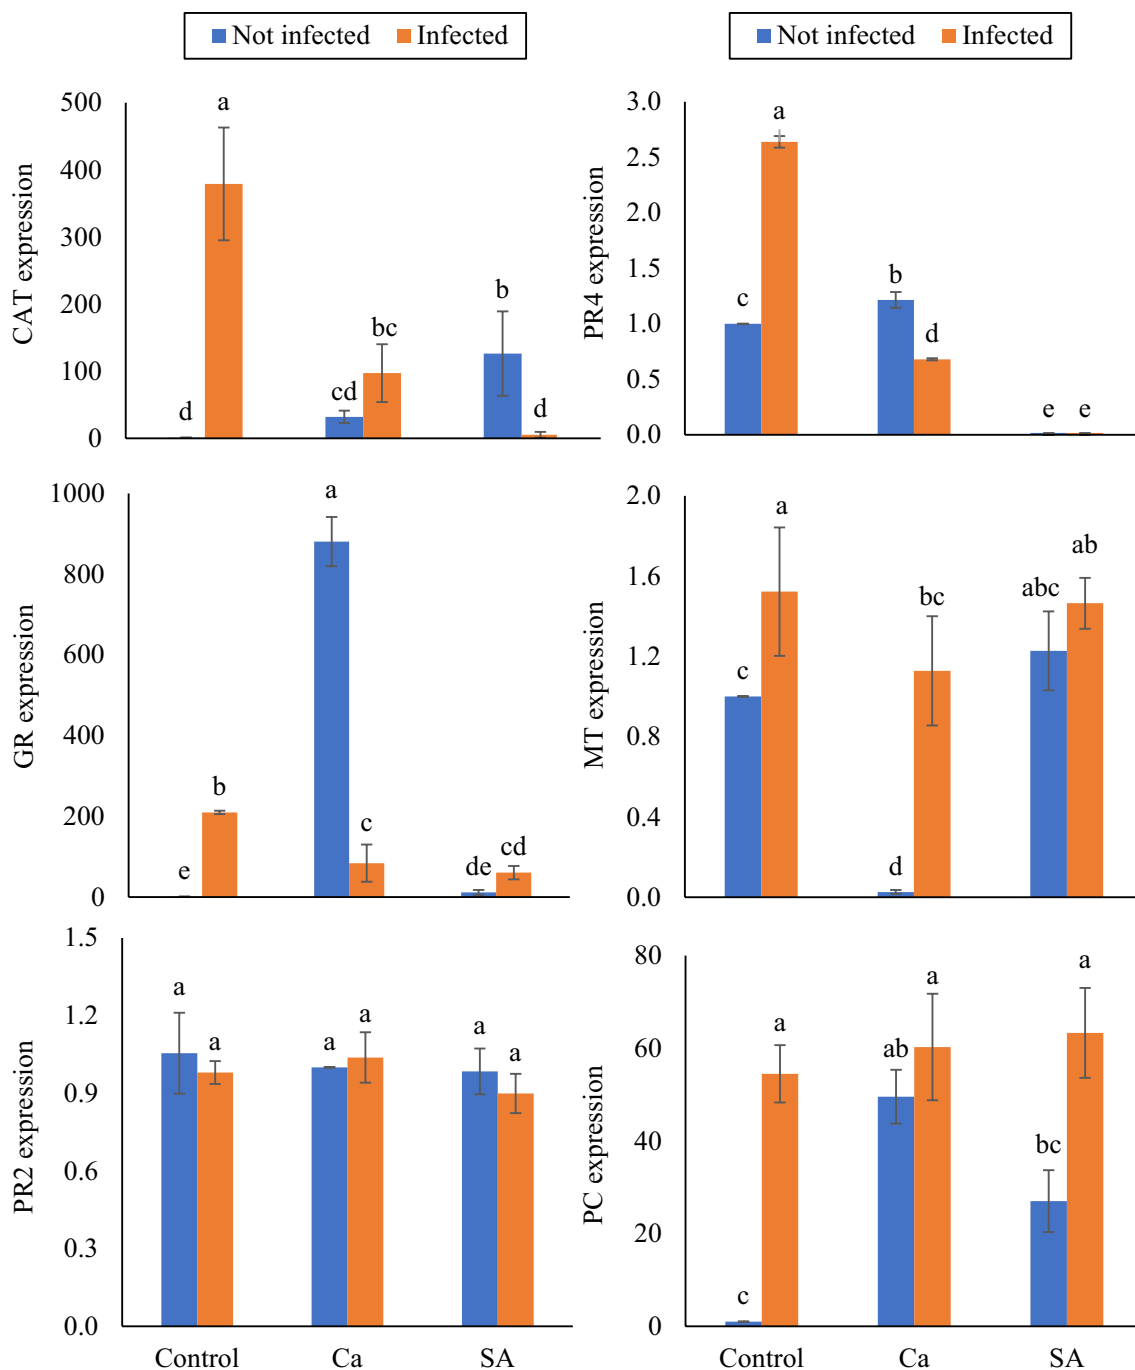 Not infected Infected
Not infected Infected
CAT expression
500
400
300
200
100
0
a
d
cd
bc
b
d
PR4 expression
3.0
2.5
2.0
1.5
1.0
0.5
0.0
a
c
b
d
e e
GR expression
1000
800
600
400
200
0
a
e
b
c
de
cd
MT expression
2.0
1.6
1.2
0.8
0.4
0.0
a
c
d
bc
abc
ab
PR2 expression
1.5
1.2
0.9
0.6
0.3
0.0
a
a
a
a
a
a
Control Ca SA
PC expression
80
60
40
20
0
c
a
ab
a
bc
a
Control Ca SA